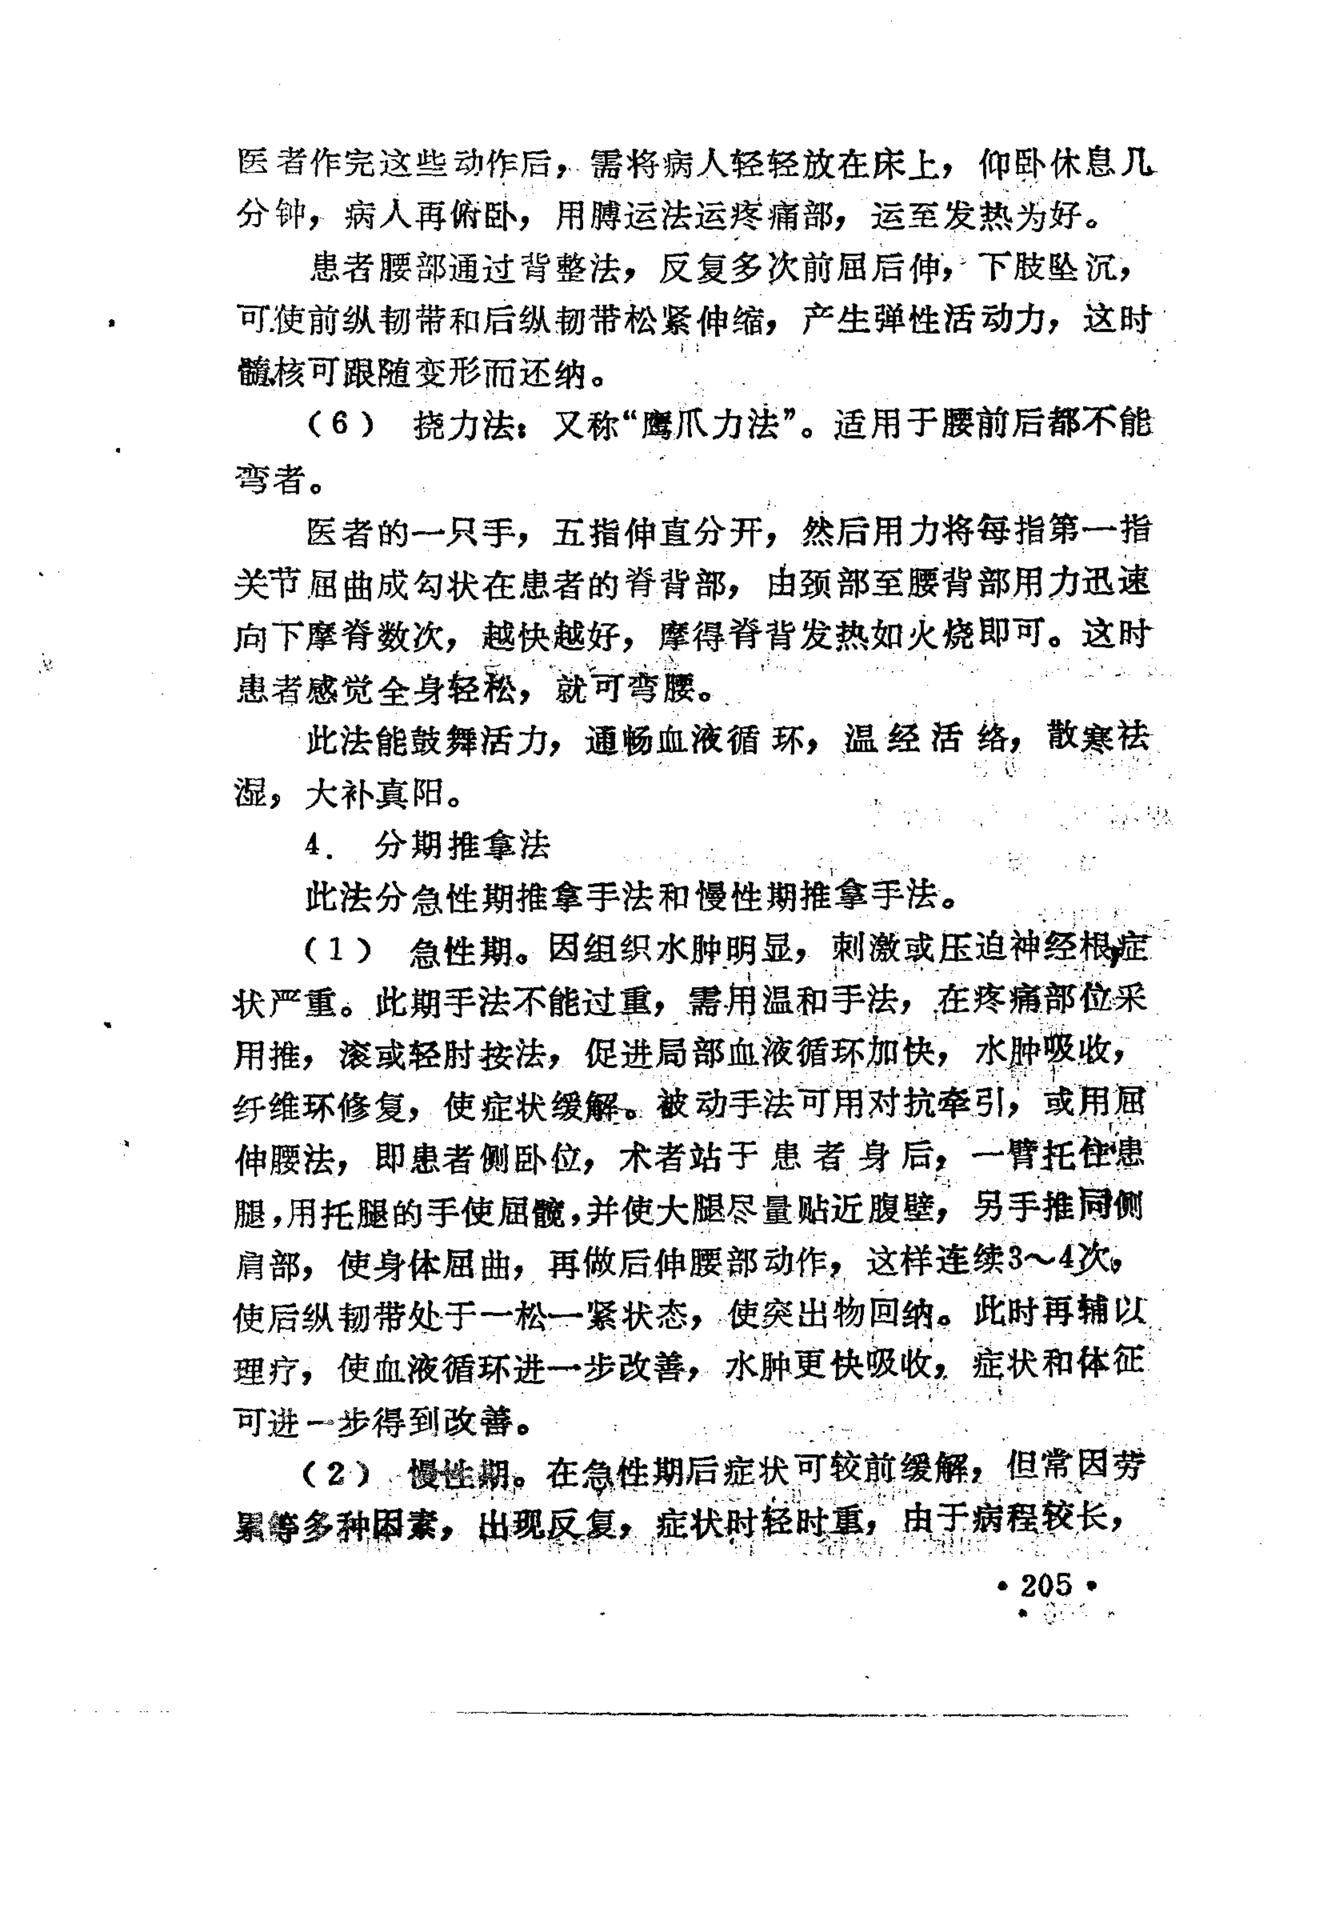 医者作完这些动作后，需将病人轻轻放在床上，仰卧休息几
分钟，病人再俯卧，用膊运法运疼痛部，运至发热为好。
患者腰部通过背整法，反复多次前屈后伸，下肢坠沉，
可使前纵韧带和后纵韧带松紧伸缩，产生弹性活动力，这时
髓核可跟随变形而还纳。
（6） 挠力法：又称“鹰爪力法”。适用于腰前后都不能
弯者。
医者的一只手，五指伸直分开，然后用力将每指第一指
关节屈曲成勾状在患者的脊背部，由颈部至腰背部用力迅速
向下摩脊数次，越快越好，摩得脊背发热如火烧即可。这时
患者感觉全身轻松，就可弯腰。
此法能鼓舞活力，通畅血液循环，温经活络，散寒祛
湿，大补真阳。
4. 分期推拿法
此法分急性期推拿手法和慢性期推拿手法。
（1） 急性期。因组织水肿明显，刺激或压迫神经根，症
状严重。此期手法不能过重，需用温和手法，在疼痛部位采
用推，滚或轻肘按法，促进局部血液循环加快，水肿吸收，
纤维环修复，使症状缓解。被动手法可用对抗牵引，或用屈
伸腰法，即患者侧卧位，术者站于患者身后，一臂托住患
腿，用托腿的手使屈髋，并使大腿尽量贴近腹壁，另手推同侧
肩部，使身体屈曲，再做后伸腰部动作，这样连续3～4次，
使后纵韧带处于一松一紧状态，使突出物回纳。此时再辅以
理疗，使血液循环进一步改善，水肿更快吸收，症状和体征
可进一步得到改善。
（2） 慢性期。在急性期后症状可较前缓解，但常因劳
累等多种因素，出现反复，症状时轻时重，由于病程较长，
•205•